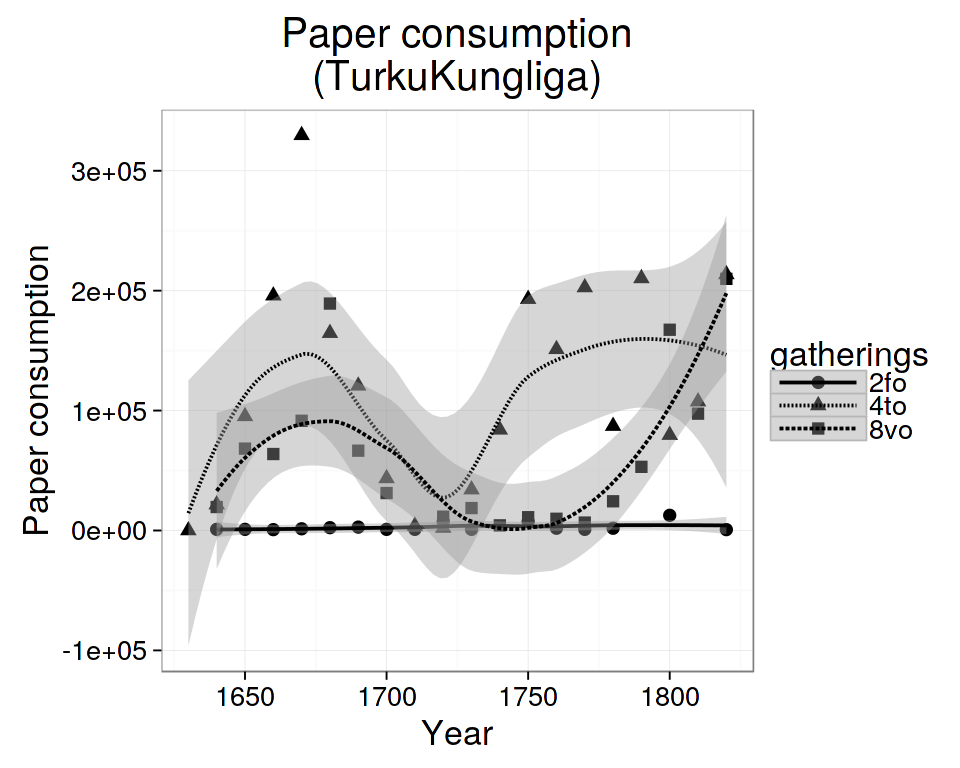 Paper consumption
(TurkuKungliga)
3e+05
2e+05
1e+05
0e+00
-1e+05
Paper consumption
1650 1700 1750 1800
Year
gatherings
2fo
4to
8vo